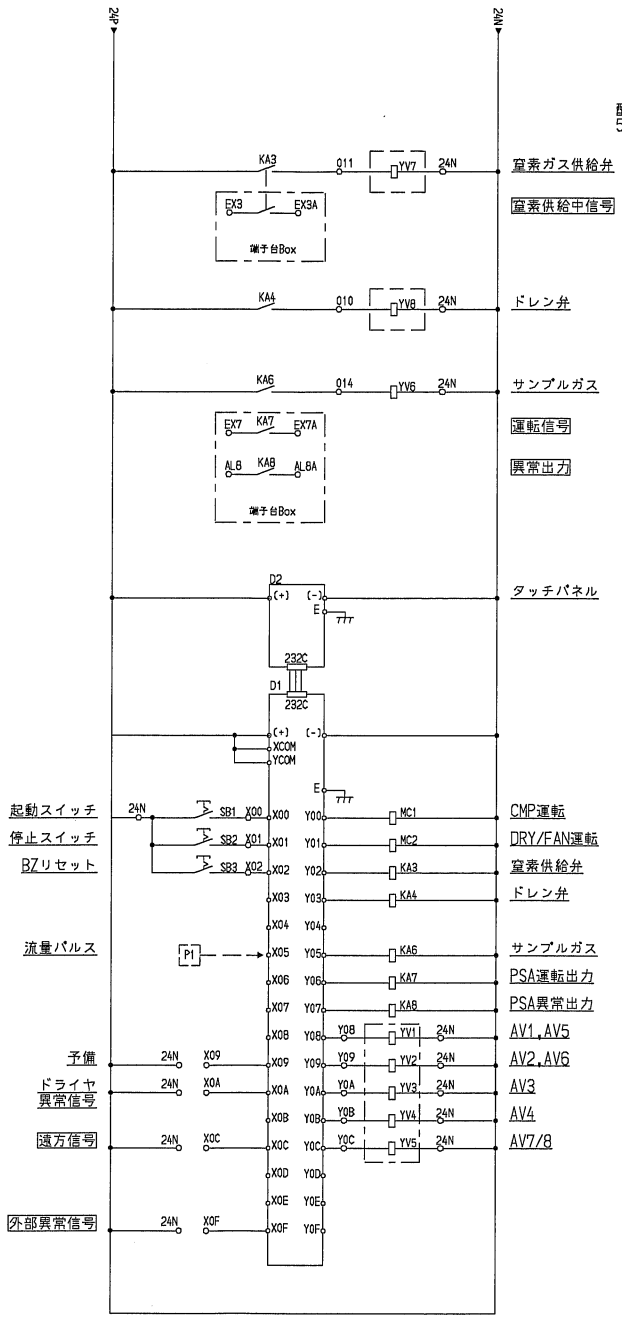 24P
24N
KA3 011 YV7 24N 窒素ガス供給弁
EX3 EX3A 窒素供給中信号
端子台Box
KA4 010 YV8 24N ドレン弁
KA6 014 YV6 24N サンプルガス
EX7 KA7 EX7A 運転信号
AL8 KA8 AL8A 異常出力
端子台Box
D2
(+) (-) タッチパネル
E
232C
D1
232C
(+) (-)
XCOM
YCOM
E
起動スイッチ 24N SB1 X00 X00 Y00 MC1 CMP運転
停止スイッチ SB2 X01 X01 Y01 MC2 DRY/FAN運転
BZリセット SB3 X02 X02 Y02 KA3 窒素供給弁
X03 Y03 KA4 ドレン弁
X04 Y04
流量パルス P1 X05 Y05 KA6 サンプルガス
X06 Y06 KA7 PSA運転出力
X07 Y07 KA8 PSA異常出力
X08 Y08 Y08 YV1 24N AV1,AV5
予備 24N X09 X09 Y09 Y09 YV2 24N AV2,AV6
ドライヤ
異常信号 24N X0A X0A Y0A Y0A YV3 24N AV3
X0B Y0B Y0B YV4 24N AV4
遠方信号 24N X0C X0C Y0C Y0C YV5 24N AV7/8
X0D Y0D
X0E Y0E
外部異常信号 24N X0F X0F Y0F